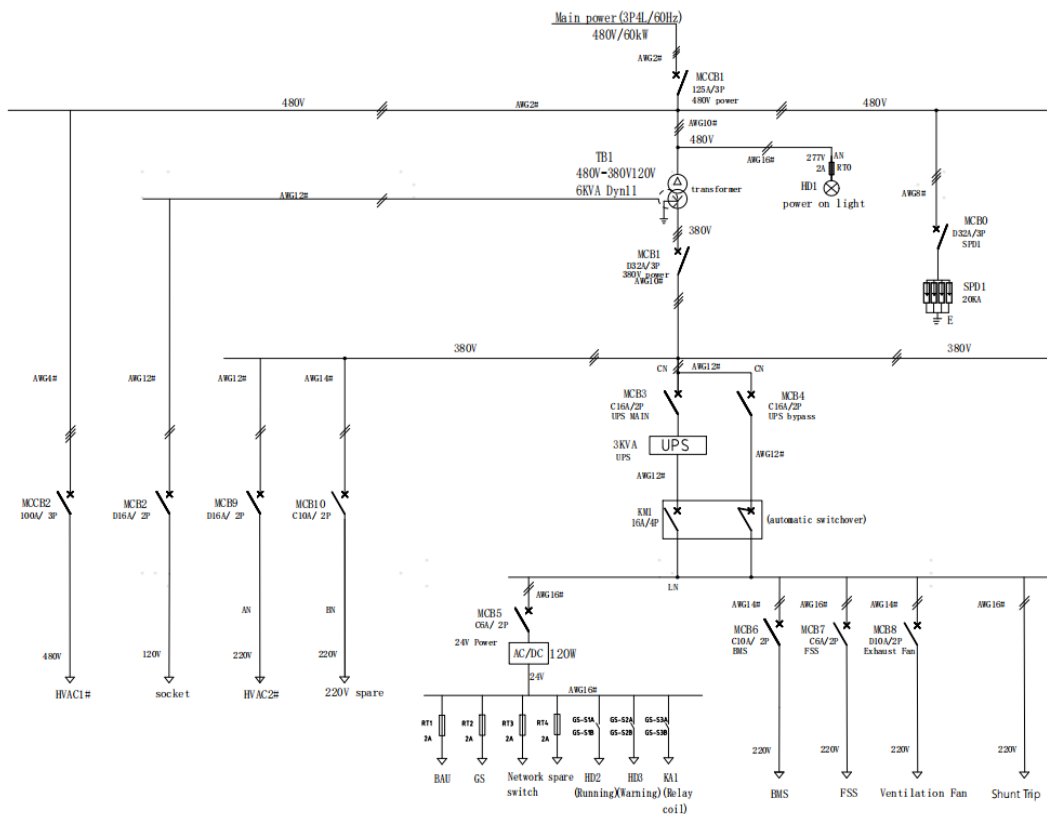 Main power(3P4L/60Hz)
480V/60kW
AWG2#
MCCB1
125A/3P
480V power
480V
AWG2#
480V
AWG10#
480V
AWG16#
277V
AN
2A
RT0
HD1
power on light
TB1
480V-380V120V
6KVA Dyn11
transformer
AWG12#
AWG8#
MCB0
D32A/3P
SPD1
380V
MCB1
D32A/3P
380V power
AWG10#
SPD1
20KA
E
380V
380V
AWG4#
AWG12#
AWG12#
AWG14#
CN
AWG12#
CN
MCB3
C16A/2P
UPS MAIN
MCB4
C16A/2P
UPS bypass
3KVA
UPS
UPS
AWG12#
AWG12#
MCCB2
100A/ 3P
MCB2
D16A/ 2P
MCB9
D16A/ 2P
MCB10
C10A/ 2P
KM1
16A/4P
(automatic switchover)
LN
AN
BN
480V
120V
220V
220V
HVAC1#
socket
HVAC2#
220V spare
AWG16#
MCB5
C6A/ 2P
24V Power
AC/DC
120W
24V
AWG16#
RT1
2A
RT2
2A
RT3
2A
RT4
2A
GS-S1A
GS-S1B
GS-S2A
GS-S2B
GS-S3A
GS-S3B
BAU
GS
Network
switch
spare
HD2
(Running)
HD3
(Warning)
KA1
(Relay
coil)
AWG14#
AWG16#
AWG14#
AWG16#
MCB6
C10A/ 2P
BMS
MCB7
C6A/2P
FSS
MCB8
D10A/2P
Exhaust Fan
220V
220V
220V
220V
BMS
FSS
Ventilation Fan
Shunt Trip